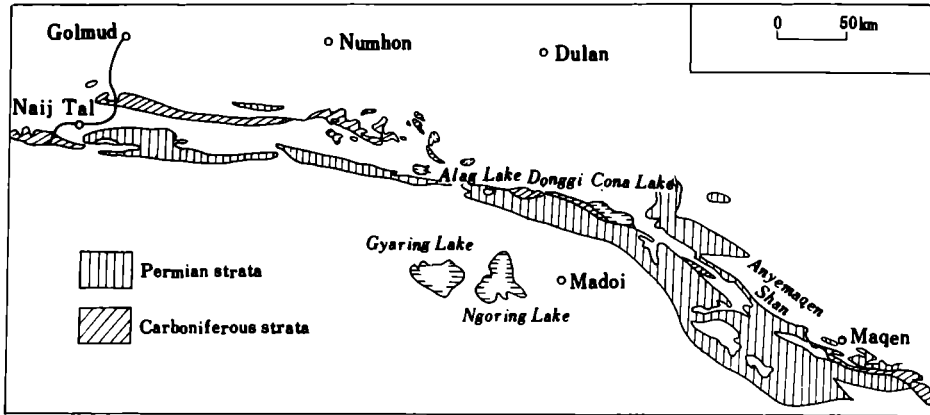 0 50km
Golmud
Numhon
Dulan
Naij Tal
Alag Lake Donggi Cona Lake
Gyaring Lake
Ngoring Lake
Madoi
Anyemaqen
Shan
Maqen
Permian strata
Carboniferous strata